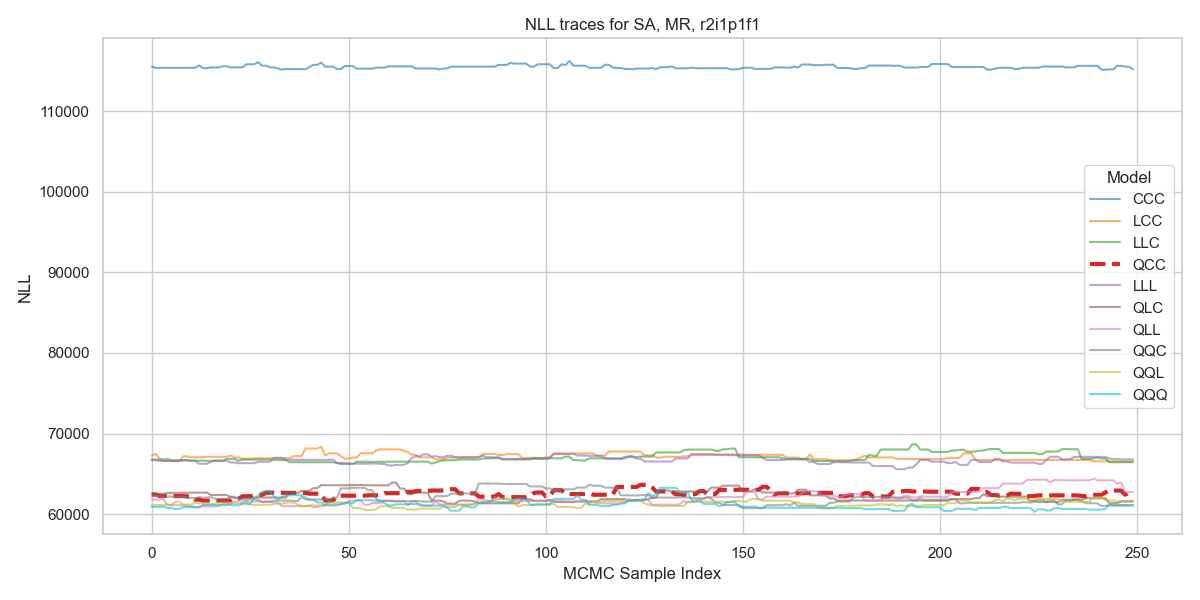 NLL traces for SA, MR, r2i1p1f1
NLL
110000
100000
90000
80000
70000
60000
0
50
100
150
200
250
MCMC Sample Index
Model
CCC
LCC
LLC
QCC
LLL
QLC
QLL
QQC
QQL
QQQ